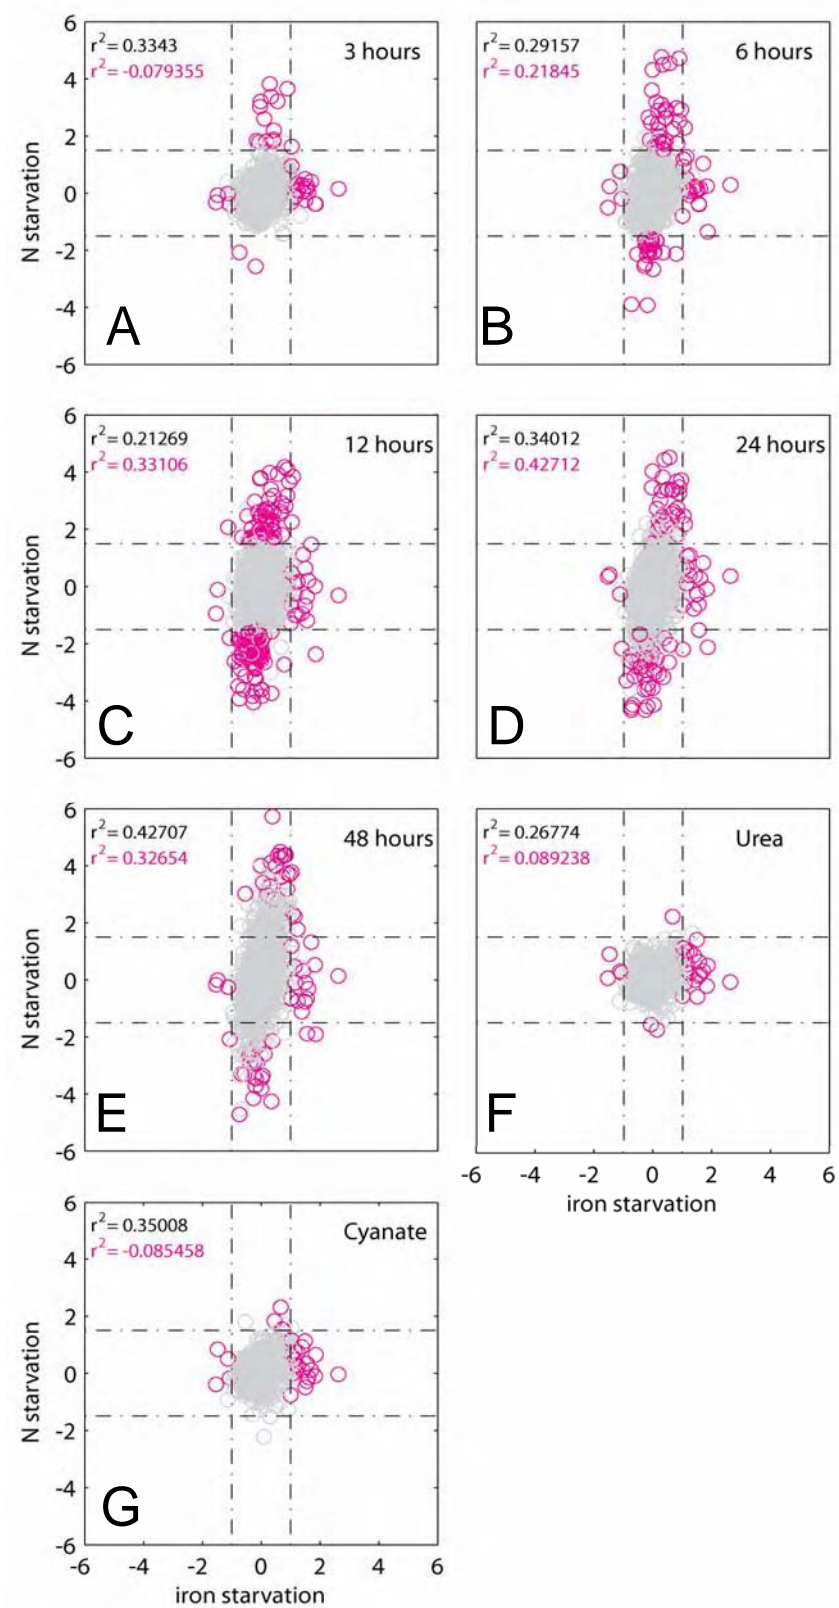 6
4
2
0
-2
-4
-6
N starvation
r²= 0.3343
r²= -0.079355
3 hours
A
r²= 0.29157
r²= 0.21845
6 hours
B
6
4
2
0
-2
-4
-6
N starvation
r²= 0.21269
r²= 0.33106
12 hours
C
r²= 0.34012
r²= 0.42712
24 hours
D
6
4
2
0
-2
-4
-6
N starvation
r²= 0.42707
r²= 0.32654
48 hours
E
r²= 0.26774
r²= 0.089238
Urea
F
-6 -4 -2 0 2 4 6
iron starvation
6
4
2
0
-2
-4
-6
N starvation
r²= 0.35008
r²= -0.085458
Cyanate
G
-6 -4 -2 0 2 4 6
iron starvation